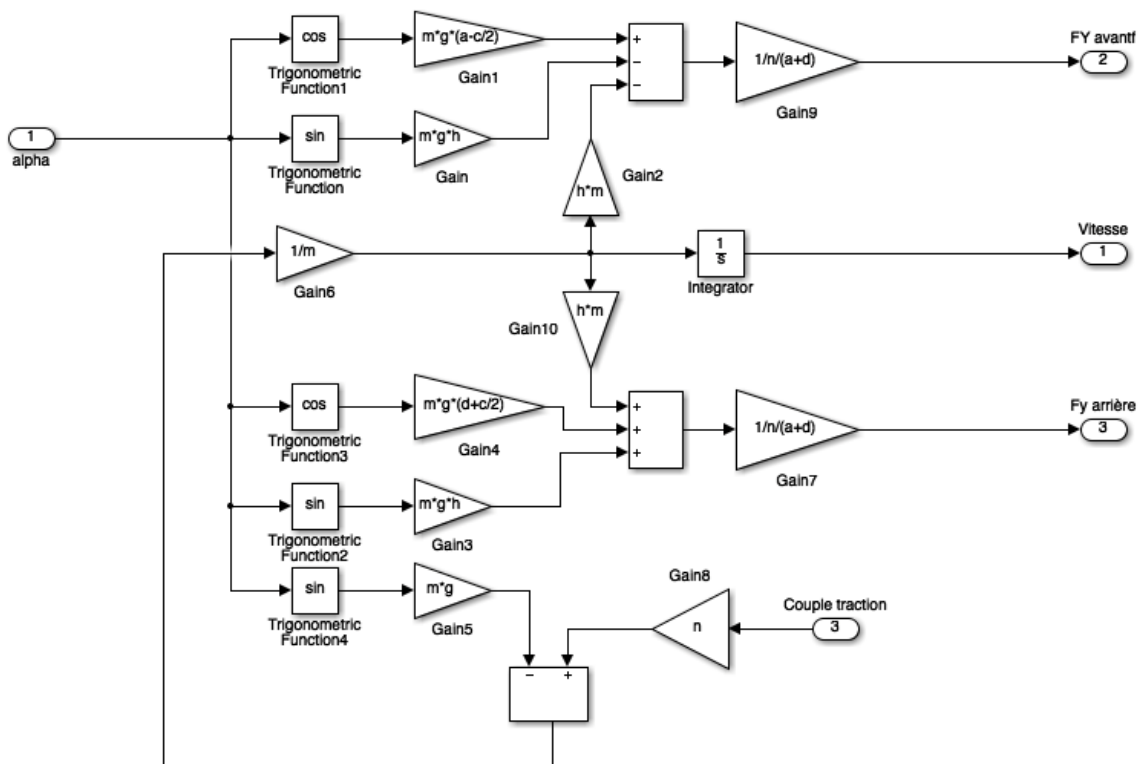 cos
Trigonometric
Function1
m*g*(a-c/2)
Gain1
+
−
−
1/n/(a+d)
Gain9
FY avantf
2
1
alpha
sin
Trigonometric
Function
m*g*h
Gain
h*m
Gain2
1/m
Gain6
1
s
Integrator
Vitesse
1
h*m
Gain10
cos
Trigonometric
Function3
m*g*(d+c/2)
Gain4
+
+
+
1/n/(a+d)
Gain7
Fy arrière
3
sin
Trigonometric
Function2
m*g*h
Gain3
sin
Trigonometric
Function4
m*g
Gain5
Gain8
n
Couple traction
3
− +